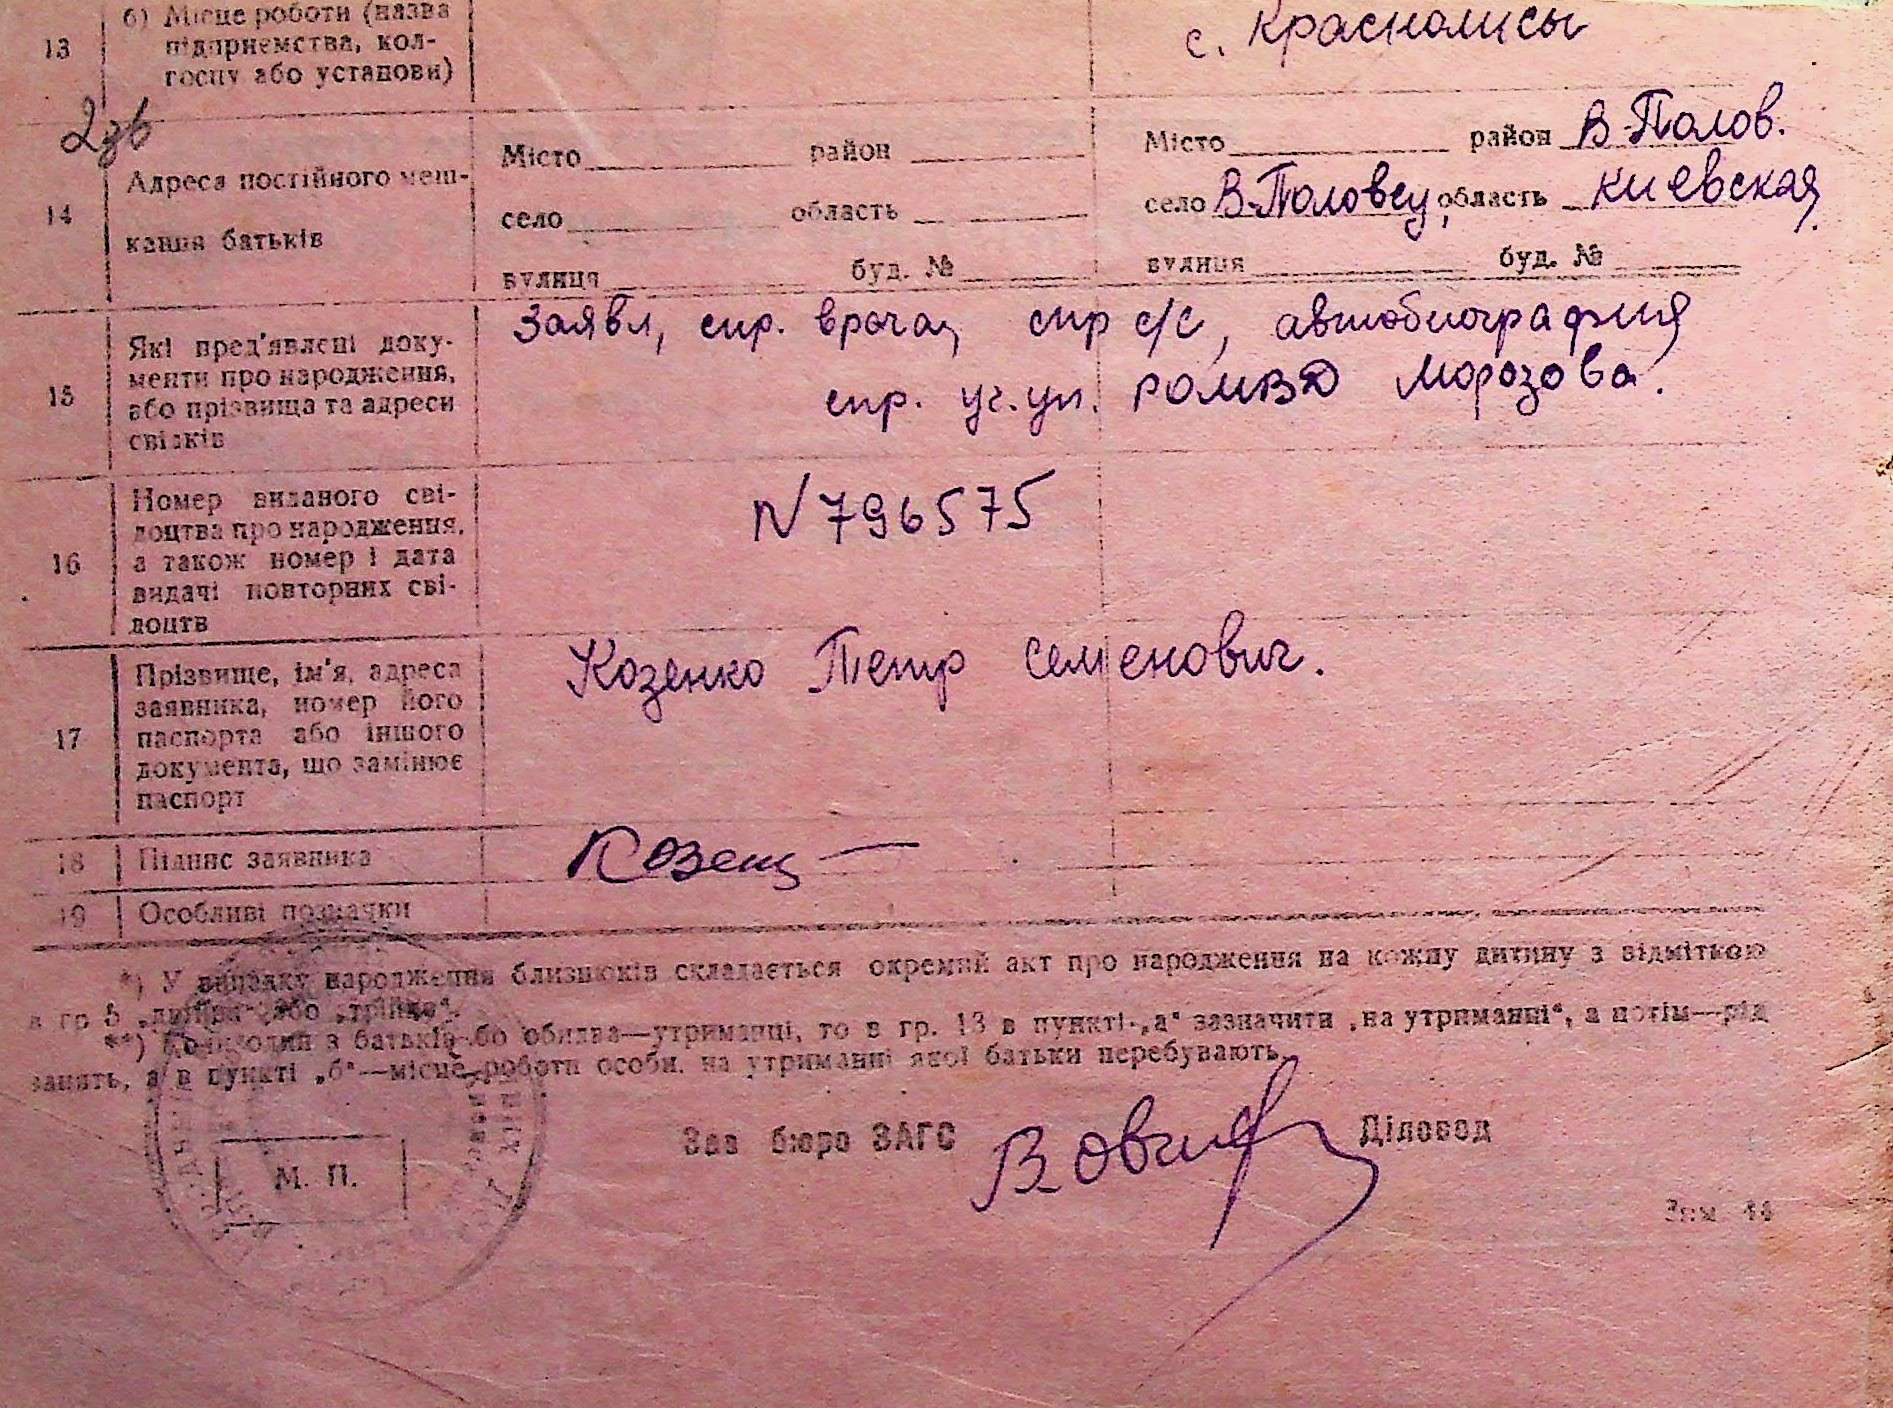 13 б) Місце роботи (назва
підприємства, кол-
госпу або установи)
с. Краснолисы
14 Адреса постійного меш-
кання батьків
Місто район
село область
вулиця буд. №
Місто район В-Полов.
село В-Половец, область киевская
вулиця буд. №
15 Які пред'явлені доку-
менти про народження,
або прізвища та адреси
свідків
Заявл, спр. врача, спр с/с, автобиография
спр. уч.уп. РОМВД Морозова.
16 Номер виданого сві-
доцтва про народження,
а також номер і дата
видачі повторних сві-
доцтв
N 796575
17 Прізвище, ім'я, адреса
заявника, номер його
паспорта або іншого
документа, що замінює
паспорт
Козенко Петр Семенович.
18 Підпис заявника
19 Особливі позначки
*) У випадку народження близнюків складається окремий акт про народження на кожну дитину з відміткою
в гр 5 „двійня" або „трійня".
**) Коли один з батьків або обидва—утриманці, то в гр. 13 в пункті „а" зазначити „на утриманні", а потім—рід
занять, а в пункті „б"—місце роботи особи, на утриманні якої батьки перебувають.
Зав бюро ЗАГС Діловод
М. П.
Зам. 44